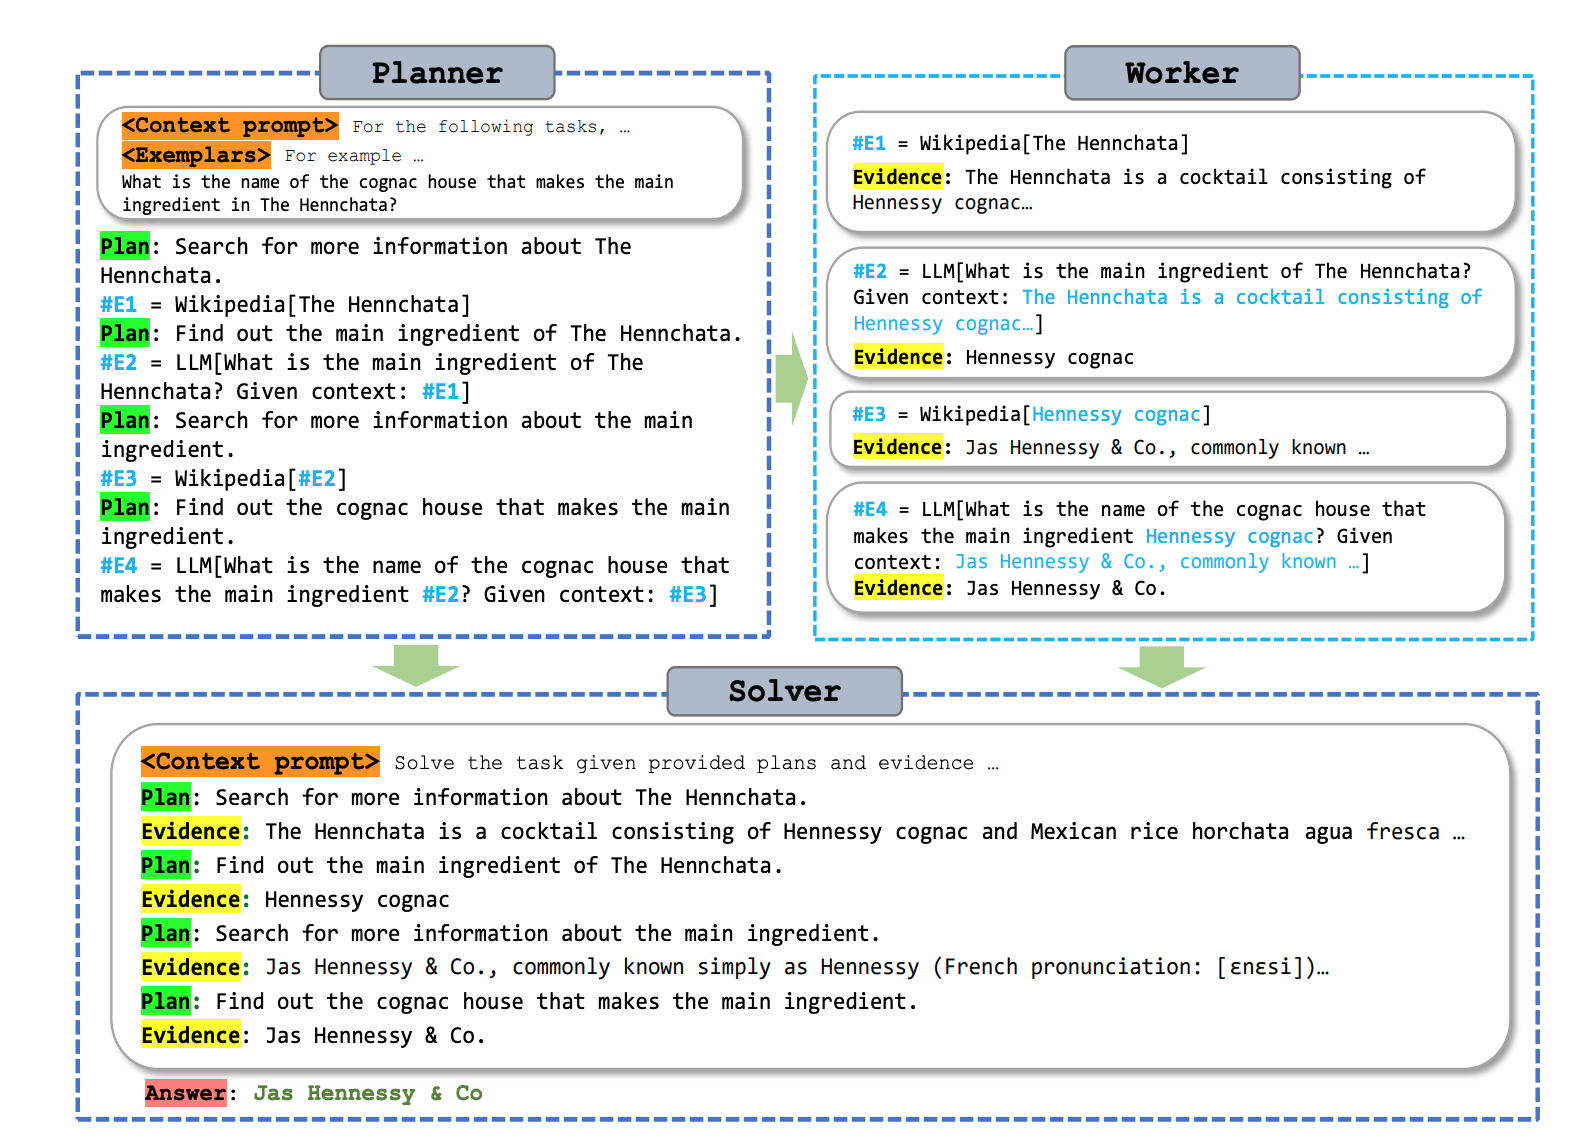 Planner
<Context prompt> For the following tasks, …
<Exemplars> For example …
What is the name of the cognac house that makes the main
ingredient in The Hennchata?
Plan: Search for more information about The
Hennchata.
#E1 = Wikipedia[The Hennchata]
Plan: Find out the main ingredient of The Hennchata.
#E2 = LLM[What is the main ingredient of The
Hennchata? Given context: #E1]
Plan: Search for more information about the main
ingredient.
#E3 = Wikipedia[#E2]
Plan: Find out the cognac house that makes the main
ingredient.
#E4 = LLM[What is the name of the cognac house that
makes the main ingredient #E2? Given context: #E3]
Worker
#E1 = Wikipedia[The Hennchata]
Evidence: The Hennchata is a cocktail consisting of
Hennessy cognac…
#E2 = LLM[What is the main ingredient of The Hennchata?
Given context: The Hennchata is a cocktail consisting of
Hennessy cognac…]
Evidence: Hennessy cognac
#E3 = Wikipedia[Hennessy cognac]
Evidence: Jas Hennessy & Co., commonly known …
#E4 = LLM[What is the name of the cognac house that
makes the main ingredient Hennessy cognac? Given
context: Jas Hennessy & Co., commonly known …]
Evidence: Jas Hennessy & Co.
Solver
<Context prompt> Solve the task given provided plans and evidence …
Plan: Search for more information about The Hennchata.
Evidence: The Hennchata is a cocktail consisting of Hennessy cognac and Mexican rice horchata agua fresca …
Plan: Find out the main ingredient of The Hennchata.
Evidence: Hennessy cognac
Plan: Search for more information about the main ingredient.
Evidence: Jas Hennessy & Co., commonly known simply as Hennessy (French pronunciation: [ɛnɛsi])…
Plan: Find out the cognac house that makes the main ingredient.
Evidence: Jas Hennessy & Co.
Answer: Jas Hennessy & Co